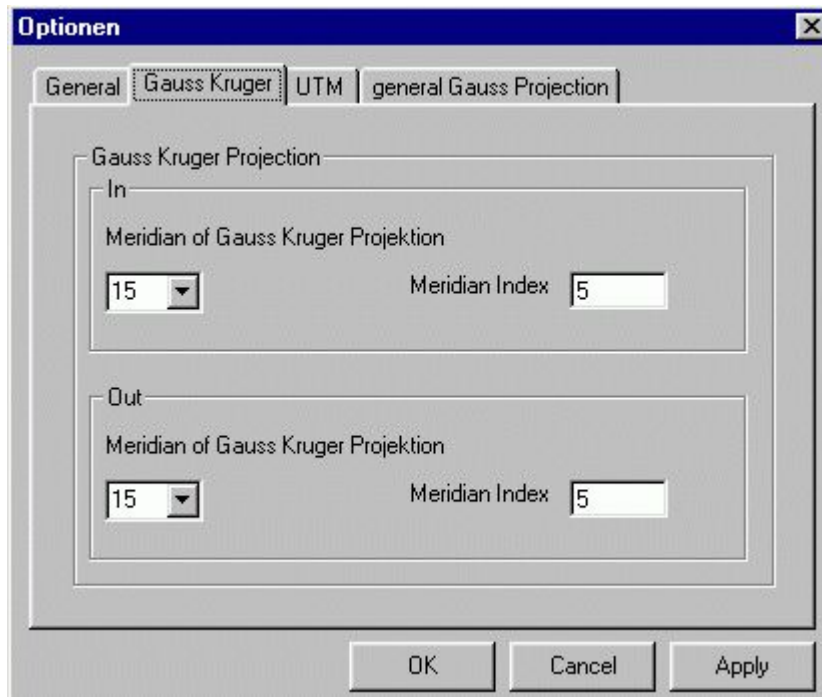 Optionen
General Gauss Kruger UTM general Gauss Projection
Gauss Kruger Projection
In
Meridian of Gauss Kruger Projektion
15 Meridian Index 5
Out
Meridian of Gauss Kruger Projektion
15 Meridian Index 5
OK Cancel Apply